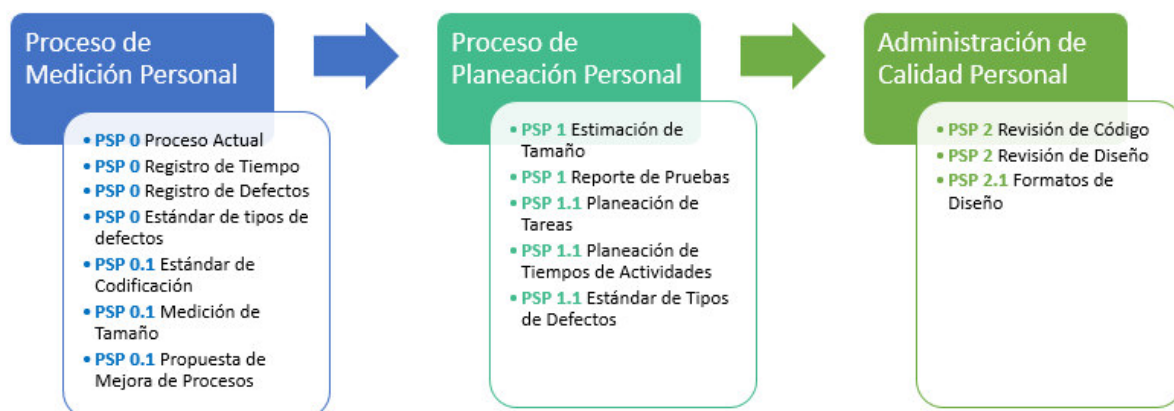 Proceso de
Medición Personal
• PSP 0 Proceso Actual
• PSP 0 Registro de Tiempo
• PSP 0 Registro de Defectos
• PSP 0 Estándar de tipos de
defectos
• PSP 0.1 Estándar de
Codificación
• PSP 0.1 Medición de
Tamaño
• PSP 0.1 Propuesta de
Mejora de Procesos
Proceso de
Planeación Personal
• PSP 1 Estimación de
Tamaño
• PSP 1 Reporte de Pruebas
• PSP 1.1 Planeación de
Tareas
• PSP 1.1 Planeación de
Tiempos de Actividades
• PSP 1.1 Estándar de Tipos
de Defectos
Administración de
Calidad Personal
• PSP 2 Revisión de Código
• PSP 2 Revisión de Diseño
• PSP 2.1 Formatos de
Diseño